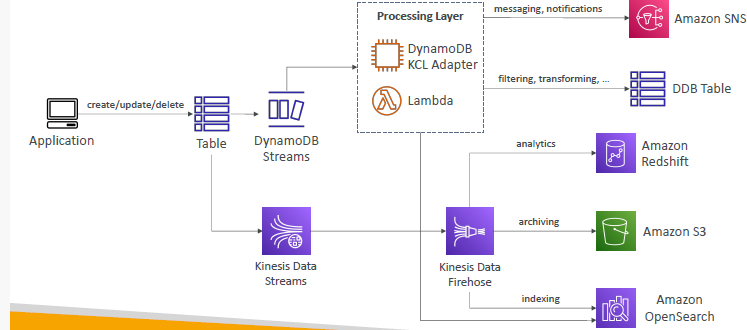 Processing Layer
messaging, notifications
Amazon SNS
DynamoDB
KCL Adapter
filtering, transforming, ...
DDB Table
create/update/delete
Lambda
Application
Table
DynamoDB
Streams
analytics
Amazon
Redshift
archiving
Amazon S3
Kinesis Data
Streams
Kinesis Data
Firehose
indexing
Amazon
OpenSearch